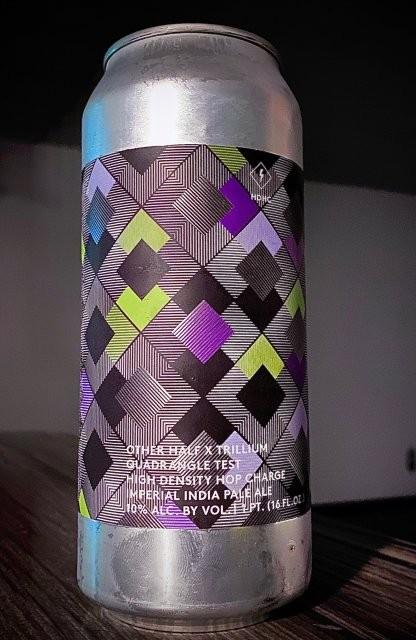 HDHC
OTHER HALF X TRILLIUM
QUADRANGLE TEST
HIGH DENSITY HOP CHARGE
IMPERIAL INDIA PALE ALE
10% ALC. BY VOL. | 1 PT. (16 FL.OZ.)